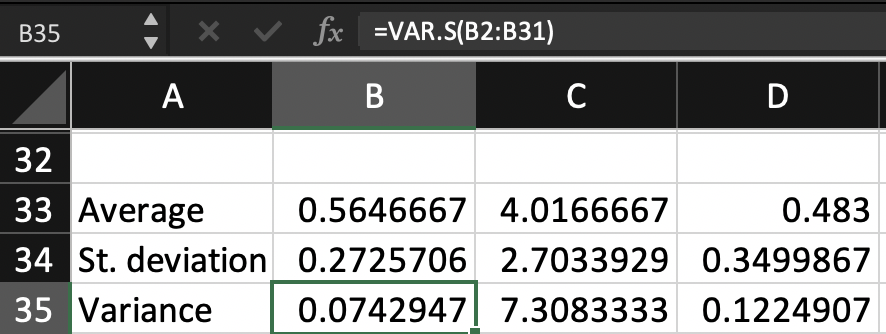 B35 fx =VAR.S(B2:B31)
A B C D
32
33 Average 0.5646667 4.0166667 0.483
34 St. deviation 0.2725706 2.7033929 0.3499867
35 Variance 0.0742947 7.3083333 0.1224907